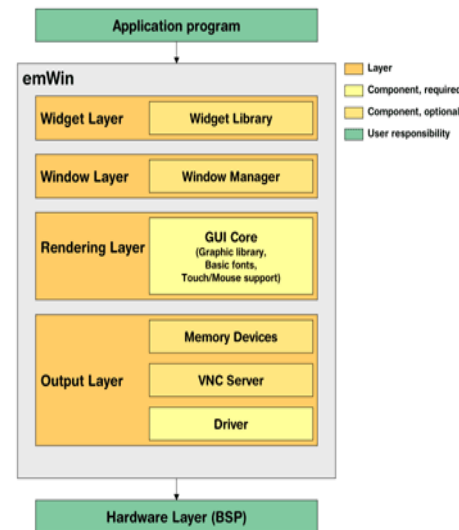 Application program
emWin
Layer
Component, required
Component, optional
User responsibility
Widget Layer
Widget Library
Window Layer
Window Manager
Rendering Layer
GUI Core
(Graphic library,
Basic fonts,
Touch/Mouse support)
Output Layer
Memory Devices
VNC Server
Driver
Hardware Layer (BSP)